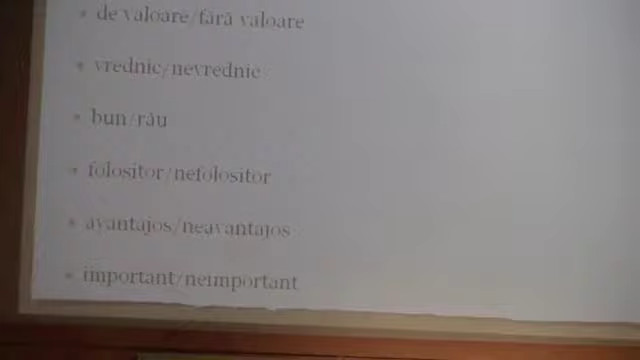 • de valoare/fără valoare
• vrednic/nevrednic
• bun/rău
• folositor/nefolositor
• avantajos/neavantajos
• important/neimportant